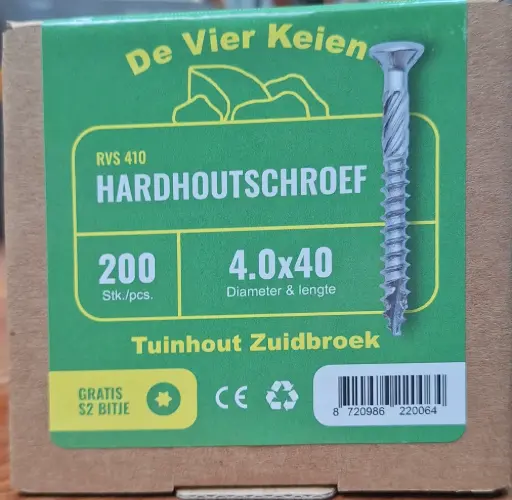 De Vier Keien
RVS 410
HARDHOUTSCHROEF
200
Stk./pcs.
4.0x40
Diameter & lengte
Tuinhout Zuidbroek
GRATIS
S2 BITJE
CE
8 720986 220064